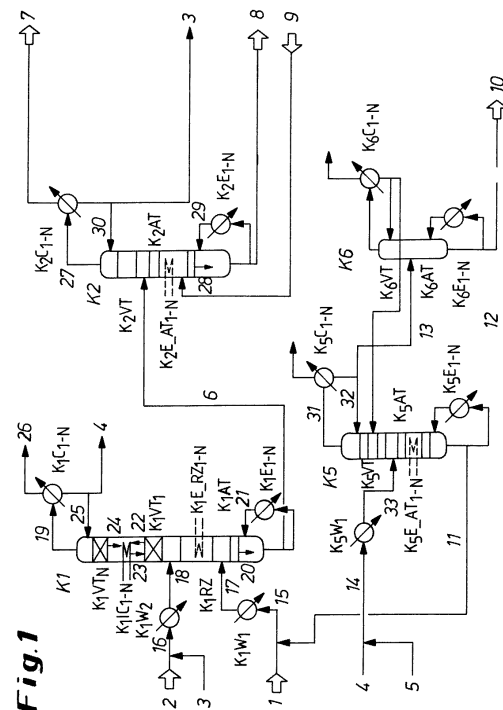 Fig.1
7
3
8
9
K2C1-N
27
30
K2AT
29
K2E1-N
K2
K2VT
28
K2E_AT1-N
6
26
4
K1C1-N
19
25
24
K1VT1
22
K1E_RZ1-N
K1AT
21
K1E1-N
K1
K1VTN
K1IC1-N
23
K1W2
18
K1RZ
17
20
16
K1W1
15
2
3
1
10
K6C1-N
K6
K6VT
K6AT
K6E1-N
12
13
K5C1-N
31
32
K5AT
K5E1-N
K5
K5VT
33
K5E_AT1-N
11
K5W1
14
4
5